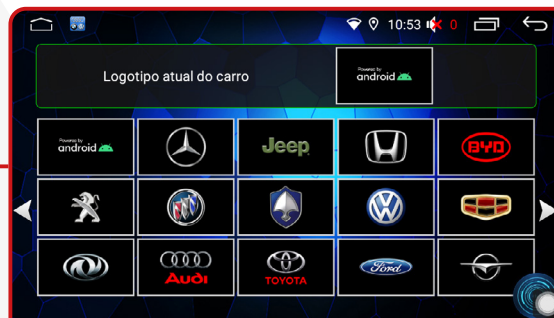 10:53 0
Logotipo atual do carro
Powered by
android
Powered by
android
Jeep
BYD
Audi
TOYOTA
Ford